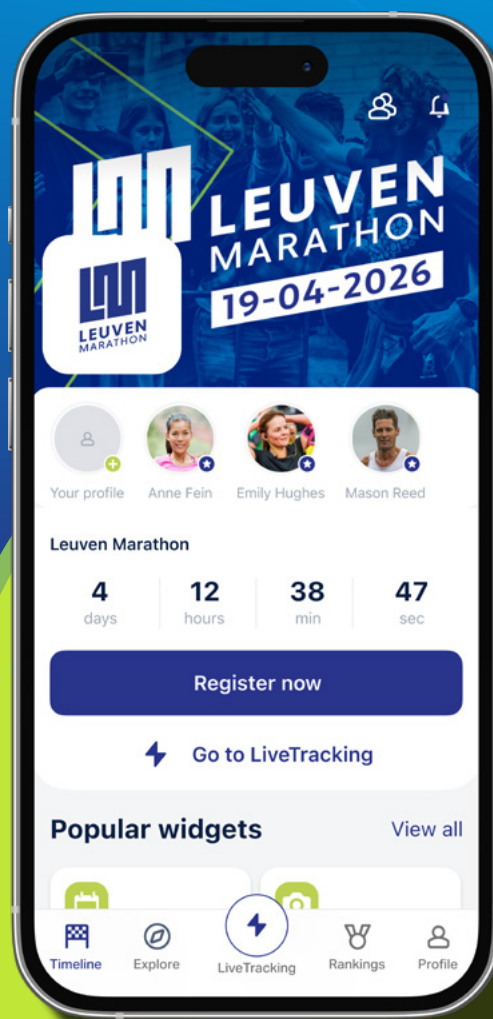 LEUVEN
MARATHON
19-04-2026
LEUVEN
MARATHON
Your profile
Anne Fein
Emily Hughes
Mason Reed
Leuven Marathon
4 12 38 47
days hours min sec
Register now
Go to LiveTracking
Popular widgets View all
Timeline Explore LiveTracking Rankings Profile